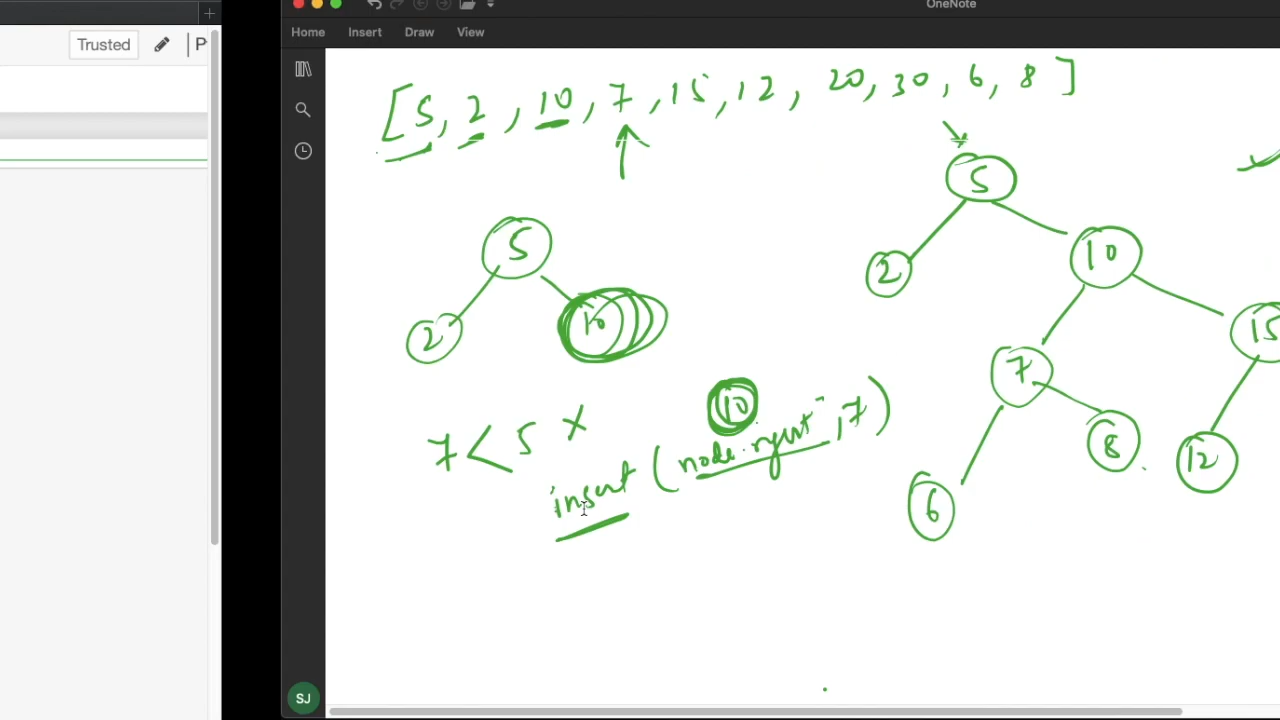 OneNote
Trusted P
Home Insert Draw View
[5, 2, 10, 7, 15, 12, 20, 30, 6, 8]
5
5
10
2
2
10
15
7
10
7 < 5 x
insert (node.right, 7)
8
12
6
SJ